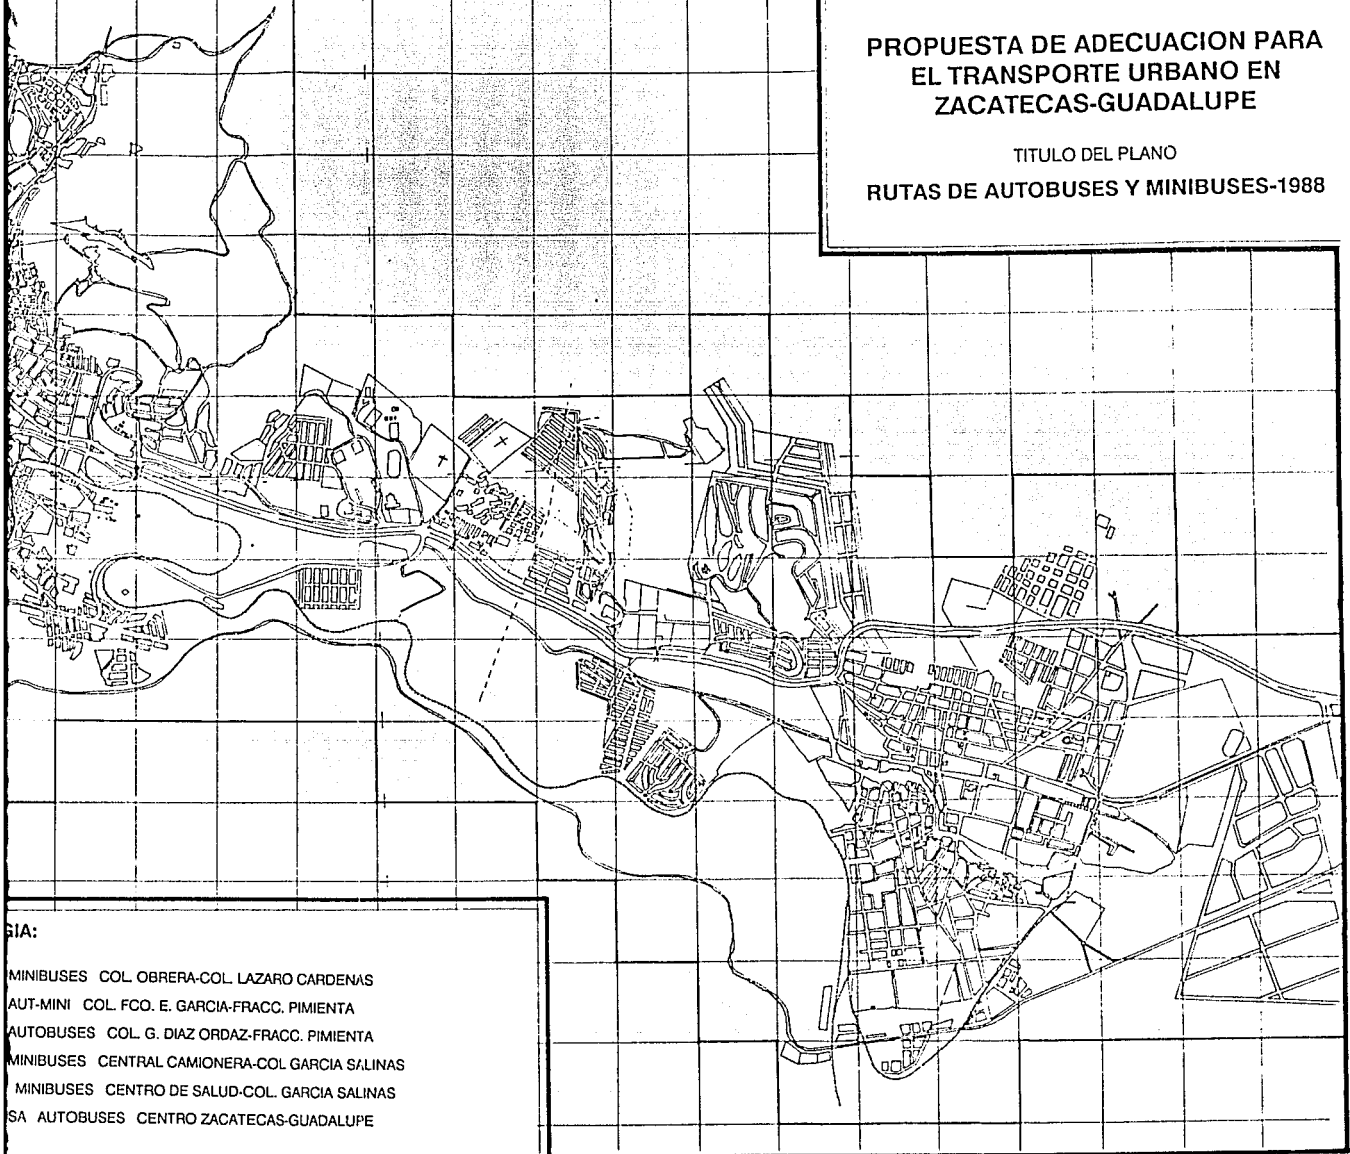 PROPUESTA DE ADECUACION PARA
EL TRANSPORTE URBANO EN
ZACATECAS-GUADALUPE
TITULO DEL PLANO
RUTAS DE AUTOBUSES Y MINIBUSES-1988
GIA:
MINIBUSES COL. OBRERA-COL. LAZARO CARDENAS
AUT-MINI COL. FCO. E. GARCIA-FRACC. PIMIENTA
AUTOBUSES COL. G. DIAZ ORDAZ-FRACC. PIMIENTA
MINIBUSES CENTRAL CAMIONERA-COL GARCIA SALINAS
MINIBUSES CENTRO DE SALUD-COL. GARCIA SALINAS
SA AUTOBUSES CENTRO ZACATECAS-GUADALUPE